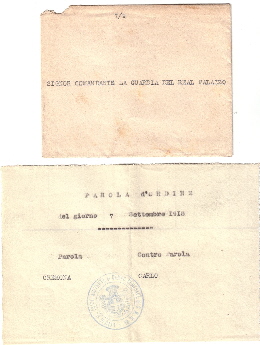 S/M
SIGNOR COMANDANTE LA GUARDIA DEL REAL PALAZZO
PAROLA d'ORDINE
del giorno 7 Settembre 1918
Parola Contro Parola
CREMONA CARLO